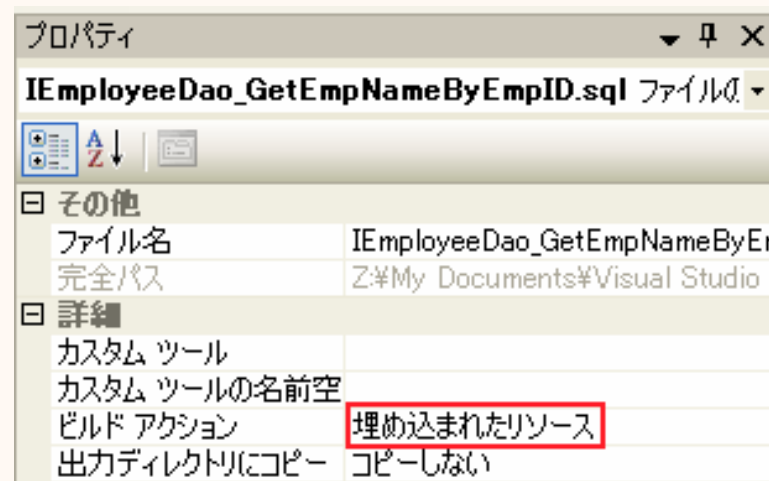 プロパティ
IEmployeeDao_GetEmpNameByEmpID.sql ファイルの
その他
ファイル名 IEmployeeDao_GetEmpNameByEm
完全パス Z:¥My Documents¥Visual Studio
詳細
カスタム ツール
カスタム ツールの名前空
ビルド アクション 埋め込まれたリソース
出力ディレクトリにコピー コピーしない